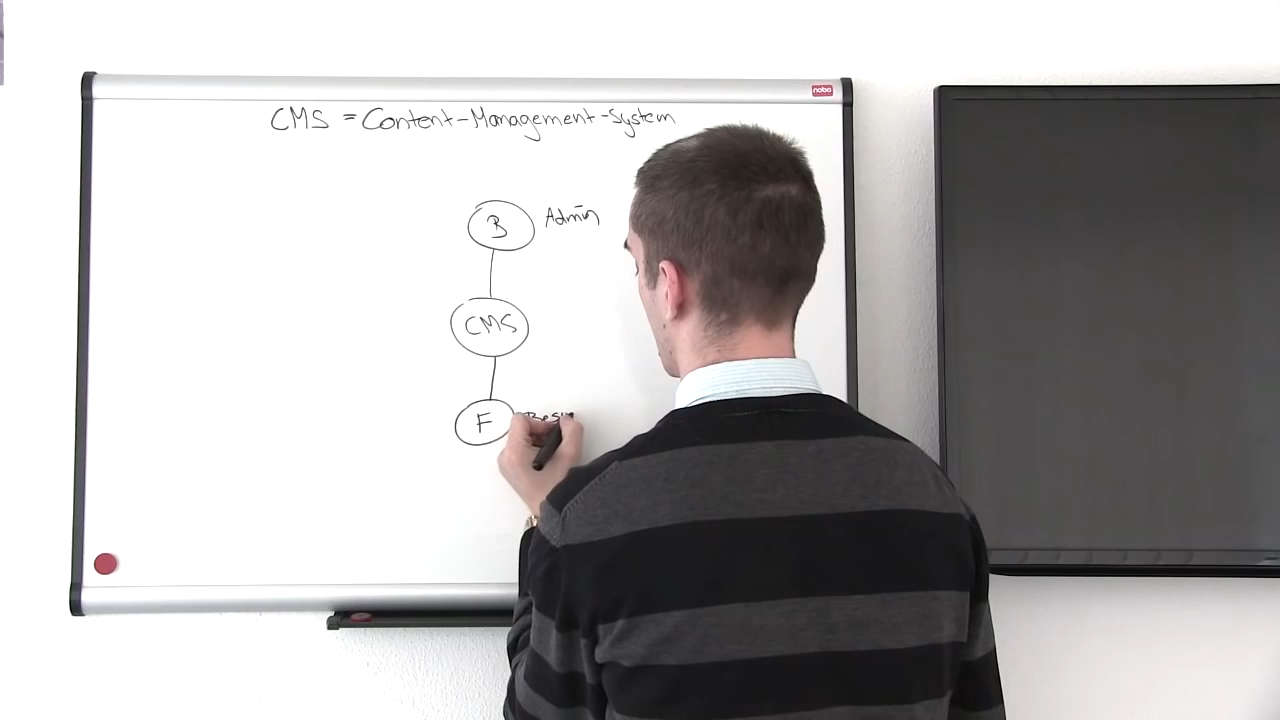 nobo
CMS = Content-Management-System
B Admin
CMS
F